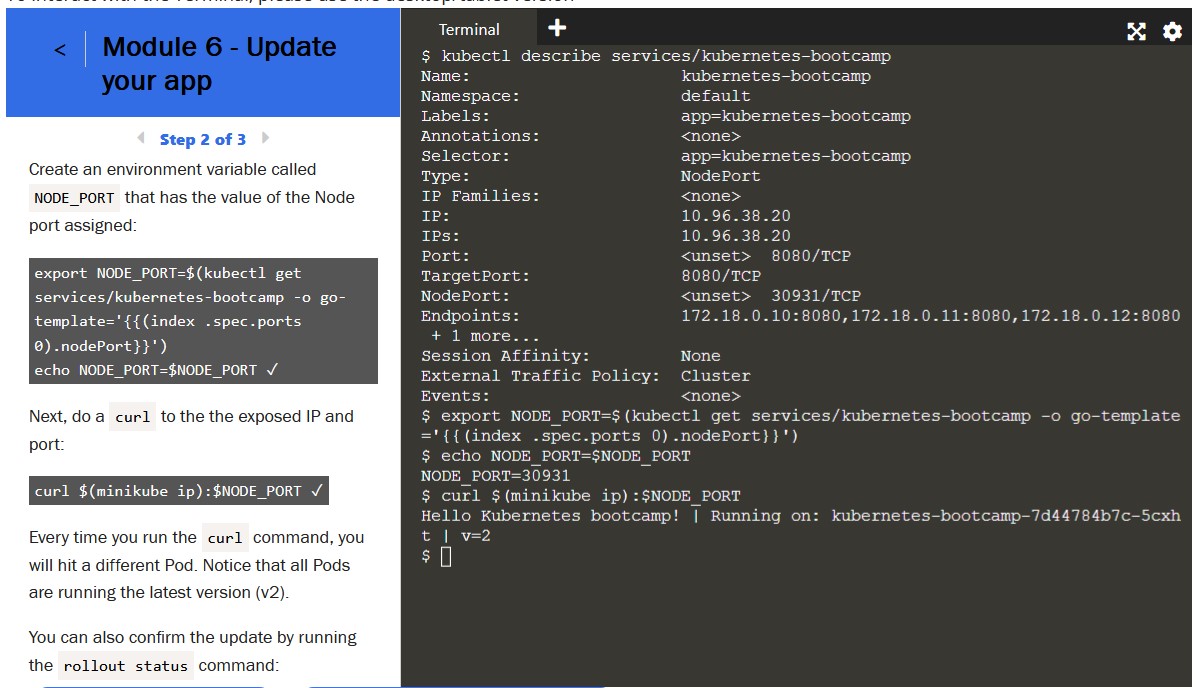 To interact with the Terminal, please use the desktop/tablet version
<
Module 6 - Update
your app
Step 2 of 3
Create an environment variable called
NODE_PORT that has the value of the Node
port assigned:
export NODE_PORT=$(kubectl get
services/kubernetes-bootcamp -o go-
template='{{(index .spec.ports
0).nodePort}}')
echo NODE_PORT=$NODE_PORT ✓
Next, do a curl to the the exposed IP and
port:
curl $(minikube ip):$NODE_PORT ✓
Every time you run the curl command, you
will hit a different Pod. Notice that all Pods
are running the latest version (v2).
You can also confirm the update by running
the rollout status command:
Terminal +
$ kubectl describe services/kubernetes-bootcamp
Name: kubernetes-bootcamp
Namespace: default
Labels: app=kubernetes-bootcamp
Annotations: <none>
Selector: app=kubernetes-bootcamp
Type: NodePort
IP Families: <none>
IP: 10.96.38.20
IPs: 10.96.38.20
Port: <unset> 8080/TCP
TargetPort: 8080/TCP
NodePort: <unset> 30931/TCP
Endpoints: 172.18.0.10:8080,172.18.0.11:8080,172.18.0.12:8080
+ 1 more...
Session Affinity: None
External Traffic Policy: Cluster
Events: <none>
$ export NODE_PORT=$(kubectl get services/kubernetes-bootcamp -o go-template
='{{(index .spec.ports 0).nodePort}}')
$ echo NODE_PORT=$NODE_PORT
NODE_PORT=30931
$ curl $(minikube ip):$NODE_PORT
Hello Kubernetes bootcamp! | Running on: kubernetes-bootcamp-7d44784b7c-5cxh
t | v=2
$